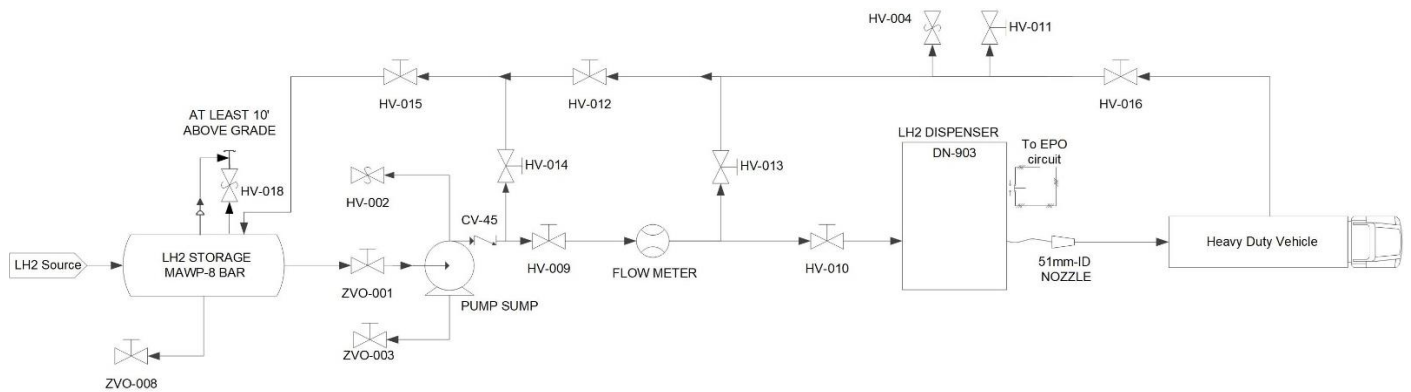 HV-004
HV-011
HV-015
HV-012
HV-016
AT LEAST 10'
ABOVE GRADE
HV-018
HV-014
HV-013
LH2 DISPENSER
DN-903
To EPO
circuit
HV-002
CV-45
LH2 Source
LH2 STORAGE
MAWP-8 BAR
ZVO-001
PUMP SUMP
HV-009
FLOW METER
HV-010
51mm-ID
NOZZLE
Heavy Duty Vehicle
ZVO-003
ZVO-008